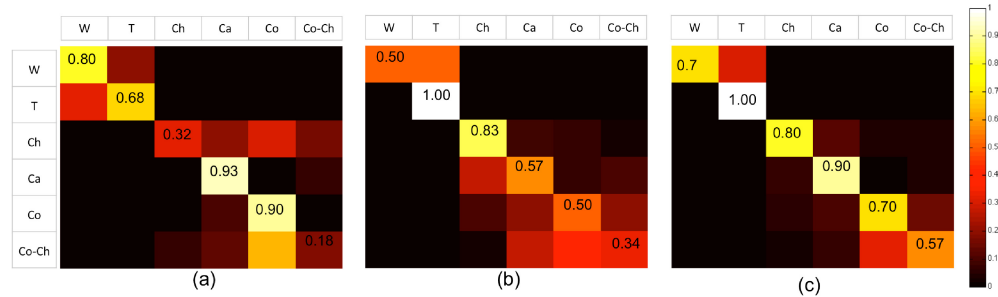 W T Ch Ca Co Co-Ch W T Ch Ca Co Co-Ch W T Ch Ca Co Co-Ch
1
W 0.80 0.50 0.7 0.9
0.8
T 0.68 1.00 1.00 0.7
0.6
Ch 0.32 0.83 0.80
0.5
Ca 0.93 0.57 0.90 0.4
0.3
Co 0.90 0.50 0.70 0.2
Co-Ch 0.18 0.34 0.57 0.1
0
(a) (b) (c)